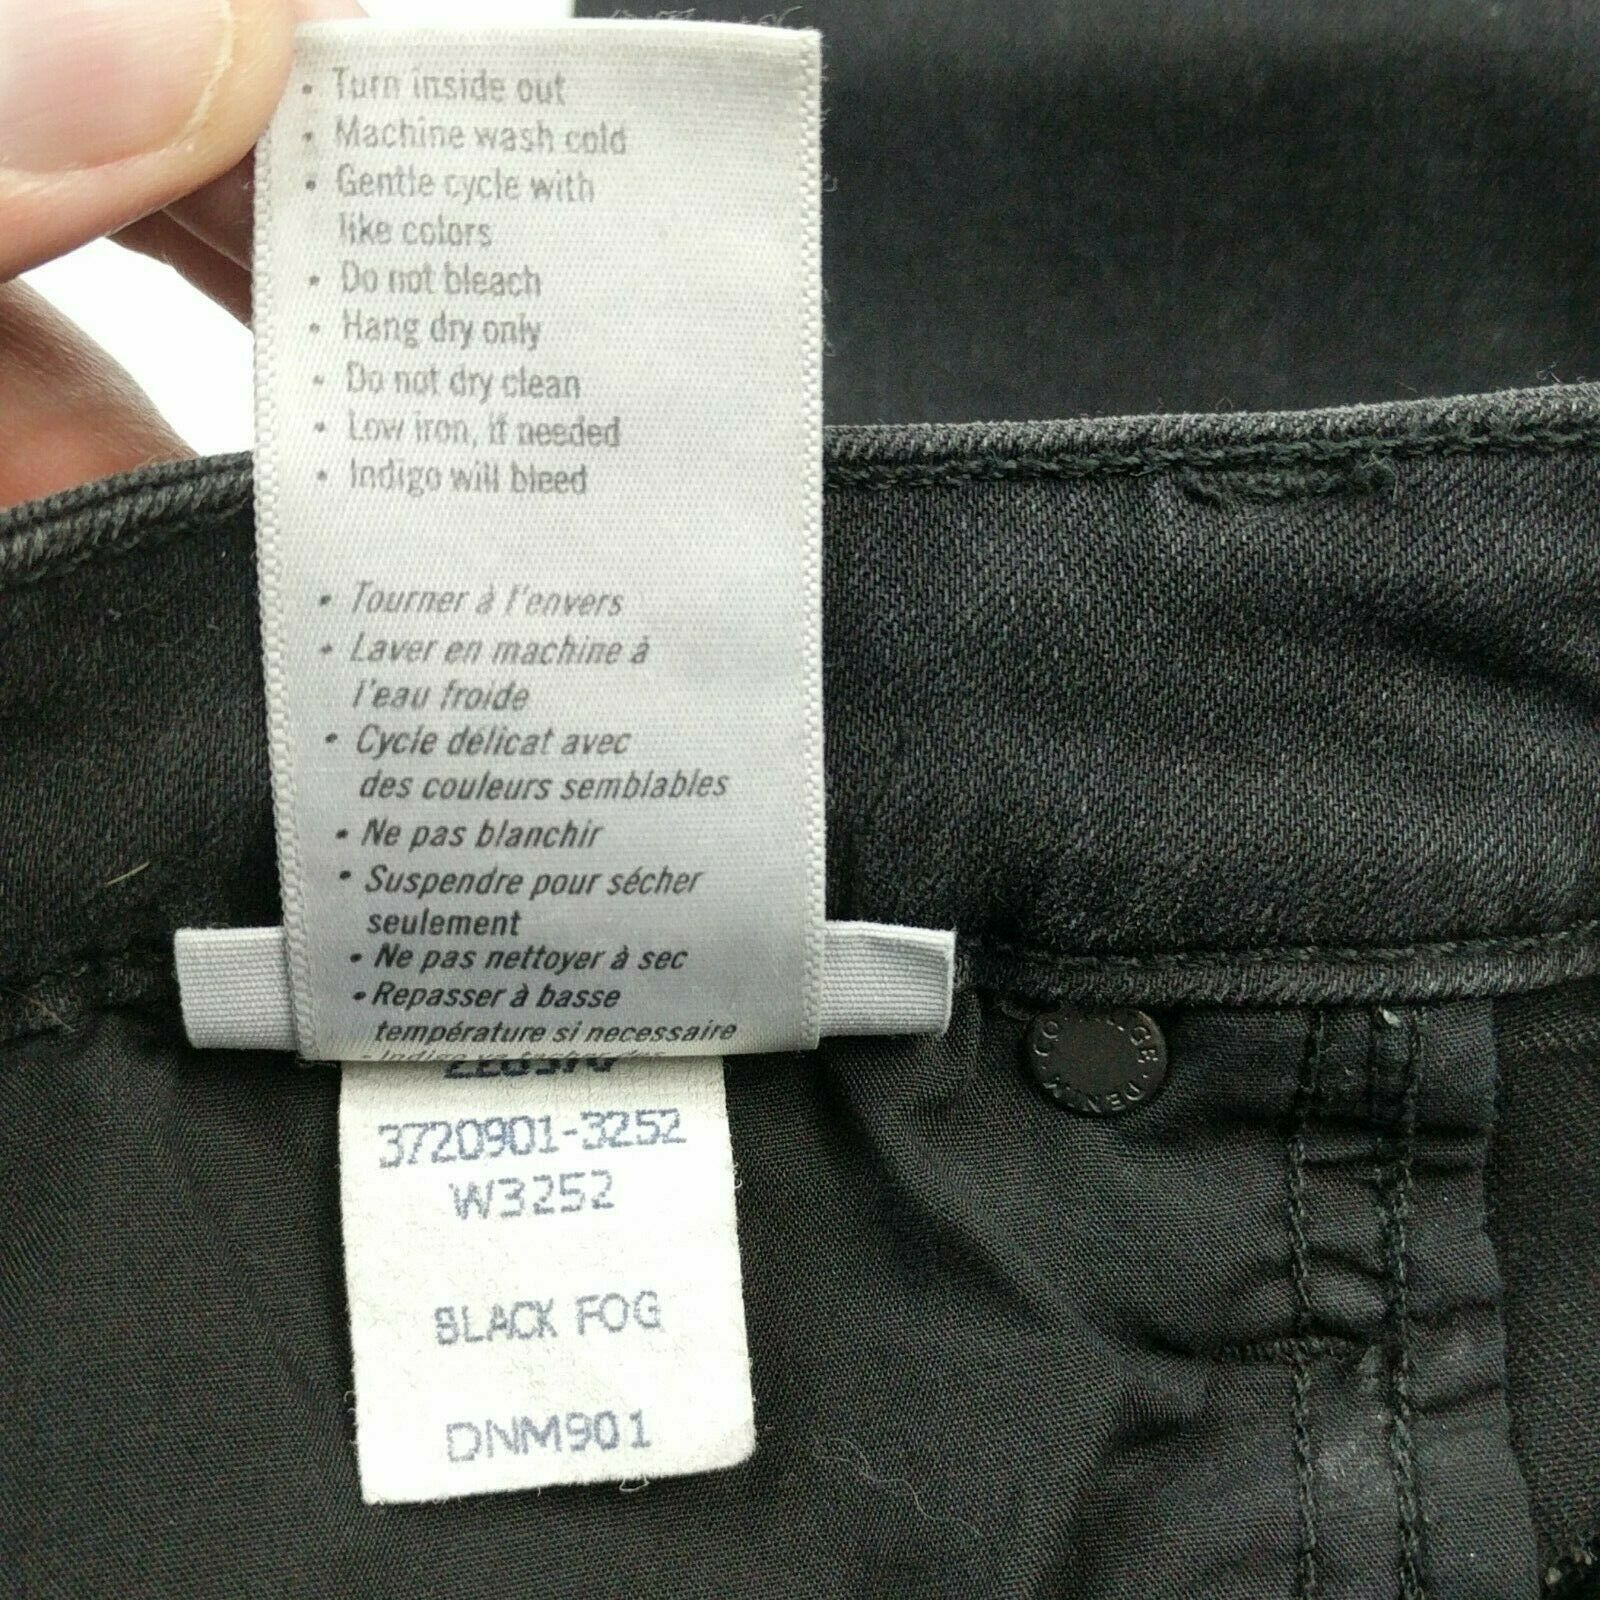 • Turn inside out
• Machine wash cold
• Gentle cycle with
like colors
• Do not bleach
• Hang dry only
• Do not dry clean
• Low iron, if needed
• Indigo will bleed
• Tourner à l'envers
• Laver en machine à
l'eau froide
• Cycle délicat avec
des couleurs semblables
• Ne pas blanchir
• Suspendre pour sécher
seulement
• Ne pas nettoyer à sec
• Repasser à basse
température si necessaire
• Indigo va
3720901-3252
W3252
BLACK FOG
DNM901